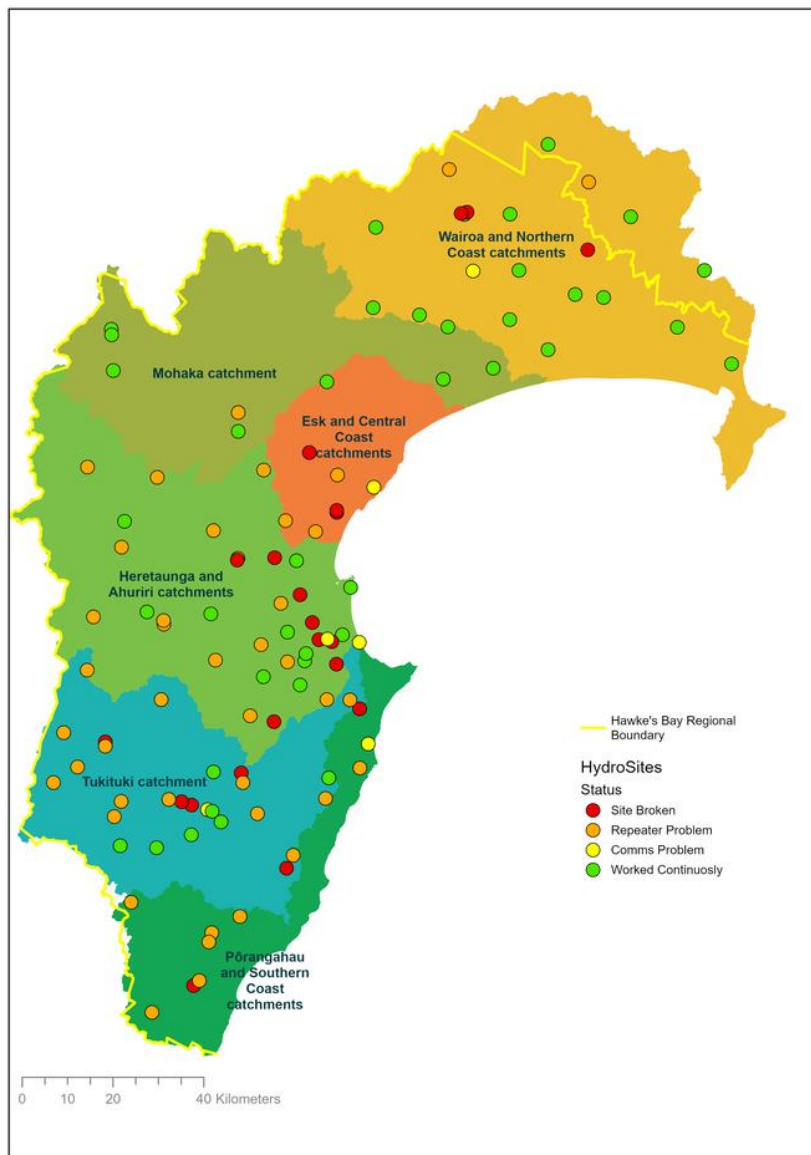 Wairoa and Northern
Coast catchments
Mohaka catchment
Esk and Central
Coast
catchments
Heretaunga and
Ahuriri catchments
Tukituki catchment
Pōrangahau
and Southern
Coast
catchments
Hawke's Bay Regional
Boundary
HydroSites
Status
Site Broken
Repeater Problem
Comms Problem
Worked Continuosly
0 10 20 40 Kilometers